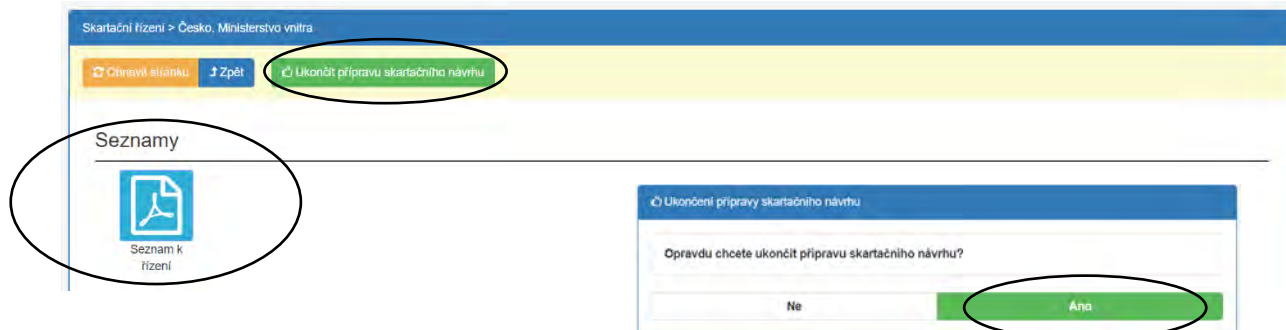 Skartační řízení > Česko. Ministerstvo vnitra
Obnovit stránku Zpět Ukončit přípravu skartačního návrhu
Seznamy
Seznam k
řízení
Ukončení přípravy skartačního návrhu
Opravdu chcete ukončit přípravu skartačního návrhu?
Ne Ano